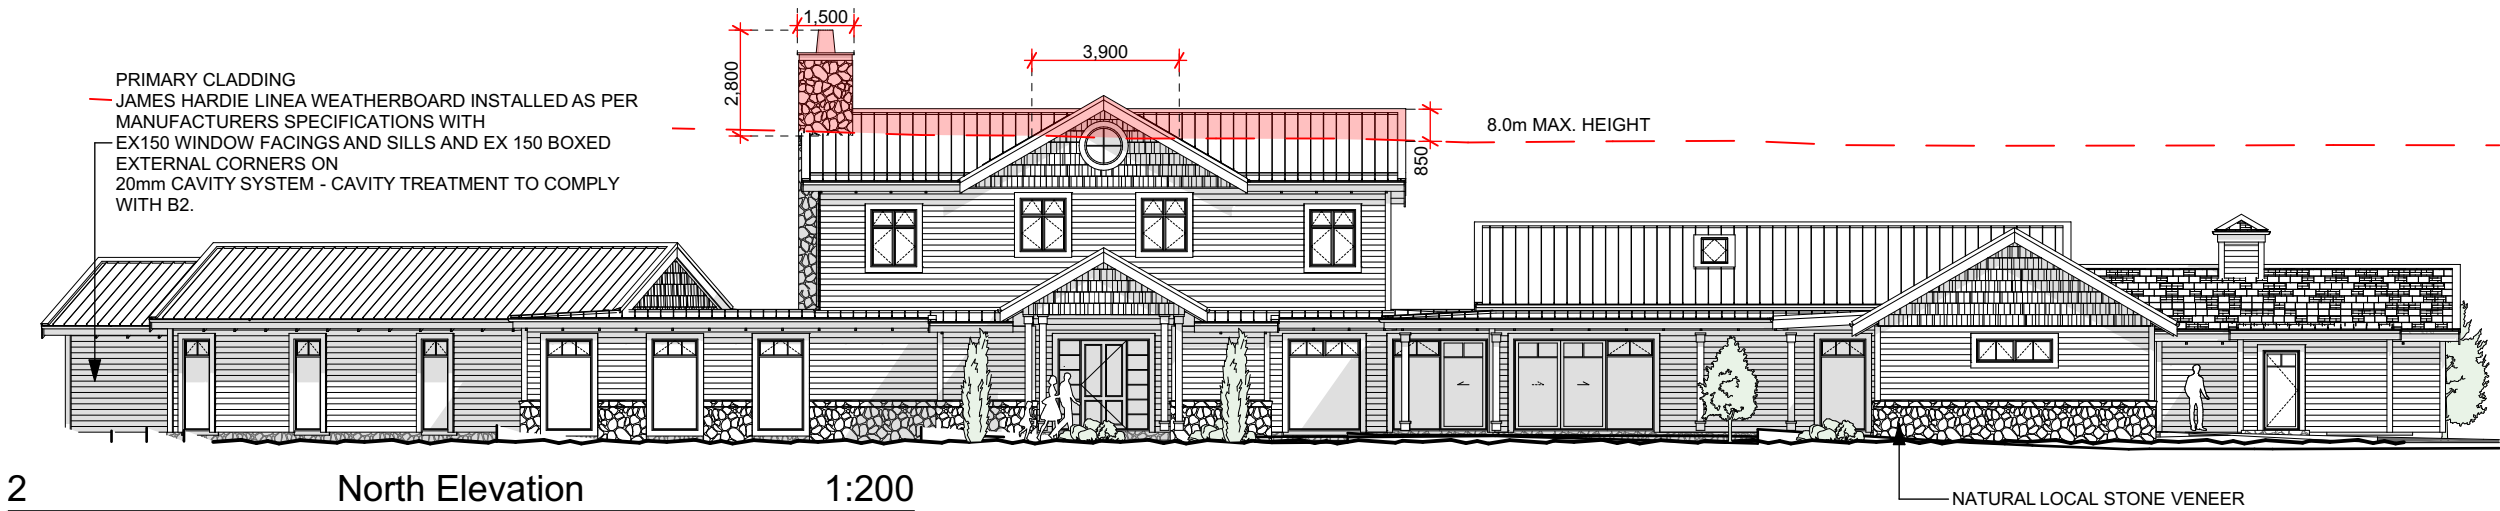 1,500
3,900
2,800
PRIMARY CLADDING
JAMES HARDIE LINEA WEATHERBOARD INSTALLED AS PER
MANUFACTURERS SPECIFICATIONS WITH
EX150 WINDOW FACINGS AND SILLS AND EX 150 BOXED
EXTERNAL CORNERS ON
20mm CAVITY SYSTEM - CAVITY TREATMENT TO COMPLY
WITH B2.
8.0m MAX. HEIGHT
850
2 North Elevation 1:200
NATURAL LOCAL STONE VENEER